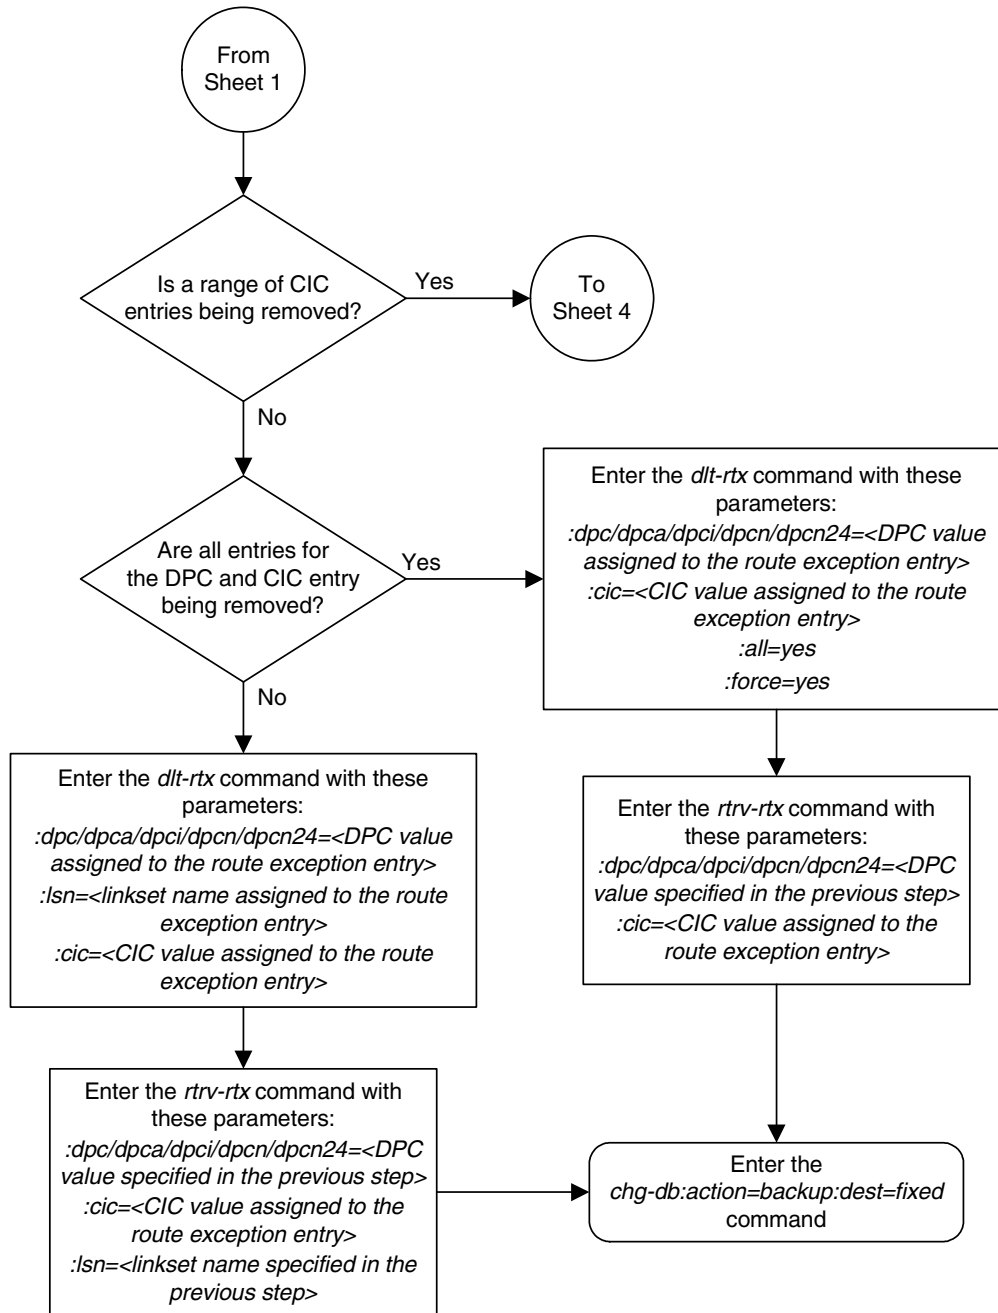 From
Sheet 1
Is a range of CIC
entries being removed?
Yes
To
Sheet 4
No
Are all entries for
the DPC and CIC entry
being removed?
Yes
Enter the dlt-rtx command with these
parameters:
:dpc/dpca/dpci/dpcn/dpcn24=<DPC value
assigned to the route exception entry>
:cic=<CIC value assigned to the route
exception entry>
:all=yes
:force=yes
No
Enter the dlt-rtx command with these
parameters:
:dpc/dpca/dpci/dpcn/dpcn24=<DPC value
assigned to the route exception entry>
:lsn=<linkset name assigned to the route
exception entry>
:cic=<CIC value assigned to the route
exception entry>
Enter the rtrv-rtx command with
these parameters:
:dpc/dpca/dpci/dpcn/dpcn24=<DPC
value specified in the previous step>
:cic=<CIC value assigned to the
route exception entry>
Enter the rtrv-rtx command with
these parameters:
:dpc/dpca/dpci/dpcn/dpcn24=<DPC
value specified in the previous step>
:cic=<CIC value assigned to the
route exception entry>
:lsn=<linkset name specified in the
previous step>
Enter the
chg-db:action=backup:dest=fixed
command